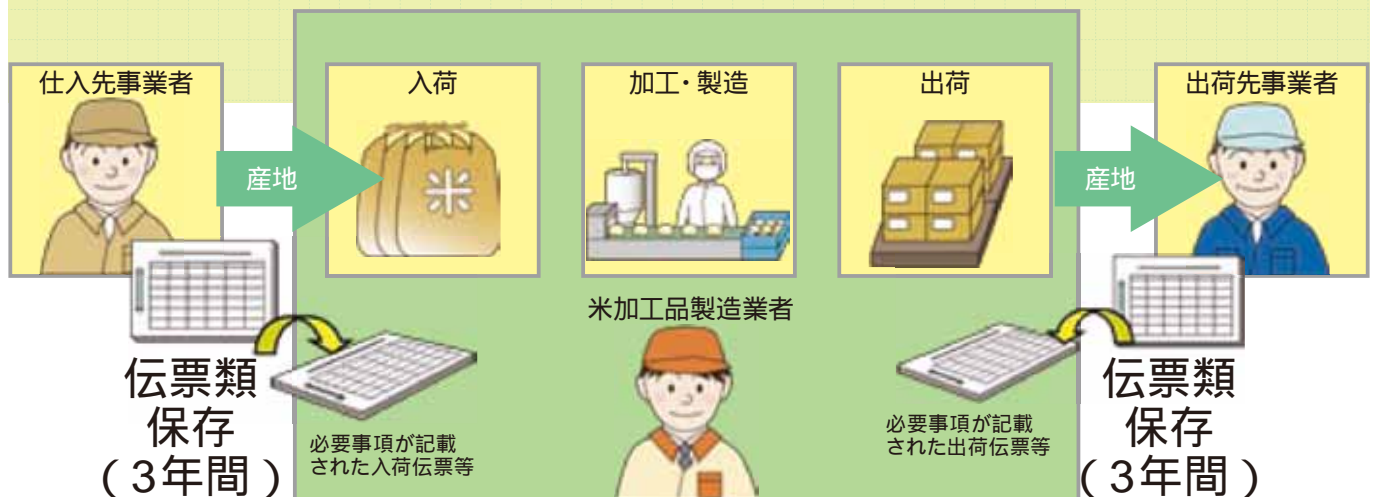 仕入先事業者
入荷
加工・製造
出荷
出荷先事業者
産地
米
産地
米加工品製造業者
伝票類
保存
(3年間)
必要事項が記載
された入荷伝票等
必要事項が記載
された出荷伝票等
伝票類
保存
(3年間)